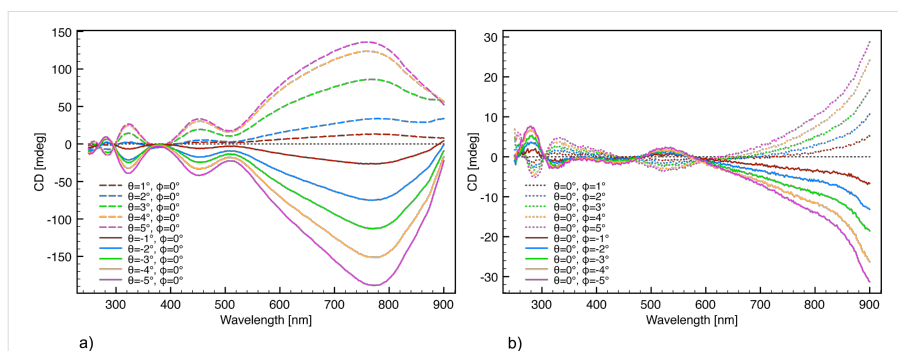 a)
b)
150
100
50
0
-50
-100
-150
CD [mdeg]
θ=1°, ϕ=0°
θ=2°, ϕ=0°
θ=3°, ϕ=0°
θ=4°, ϕ=0°
θ=5°, ϕ=0°
θ=-1°, ϕ=0°
θ=-2°, ϕ=0°
θ=-3°, ϕ=0°
θ=-4°, ϕ=0°
θ=-5°, ϕ=0°
300 400 500 600 700 800 900
Wavelength [nm]
a)
30
20
10
0
-10
-20
-30
CD [mdeg]
θ=0°, ϕ=1°
θ=0°, ϕ=2°
θ=0°, ϕ=3°
θ=0°, ϕ=4°
θ=0°, ϕ=5°
θ=0°, ϕ=-1°
θ=0°, ϕ=-2°
θ=0°, ϕ=-3°
θ=0°, ϕ=-4°
θ=0°, ϕ=-5°
300 400 500 600 700 800 900
Wavelength [nm]
b)